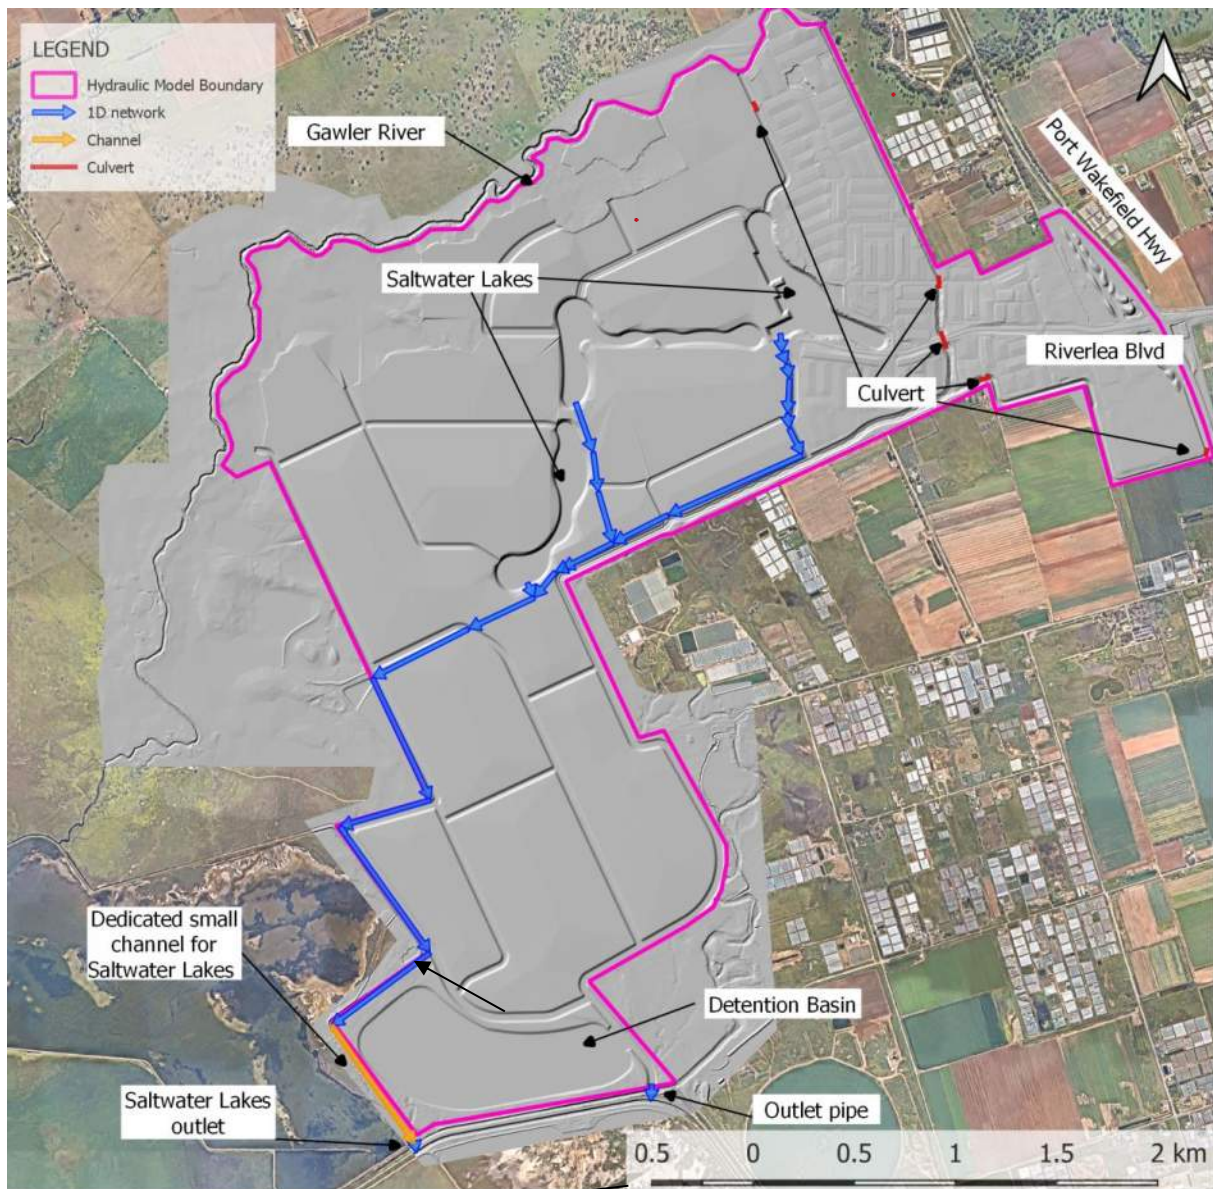 LEGEND
Hydraulic Model Boundary
1D network
Channel
Culvert
Gawler River
Port Wakefield Hwy
Saltwater Lakes
Riverlea Blvd
Culvert
Dedicated small
channel for
Saltwater Lakes
Detention Basin
Saltwater Lakes
outlet
Outlet pipe
0.5 0 0.5 1 1.5 2 km